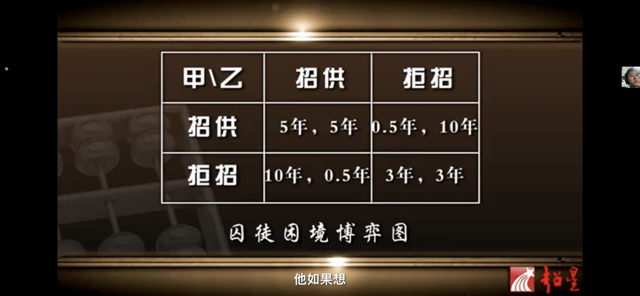 甲\乙 招供 拒招
招供 5年，5年 0.5年，10年
拒招 10年，0.5年 3年，3年
囚徒困境博弈图
他如果想
超星